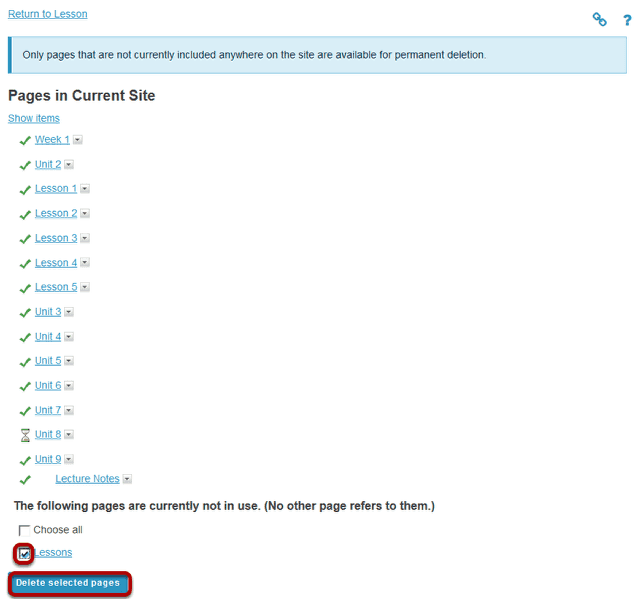 Return to Lesson
?
Only pages that are not currently included anywhere on the site are available for permanent deletion.
Pages in Current Site
Show items
Week 1
Unit 2
Lesson 1
Lesson 2
Lesson 3
Lesson 4
Lesson 5
Unit 3
Unit 4
Unit 5
Unit 6
Unit 7
Unit 8
Unit 9
Lecture Notes
The following pages are currently not in use. (No other page refers to them.)
Choose all
Lessons
Delete selected pages